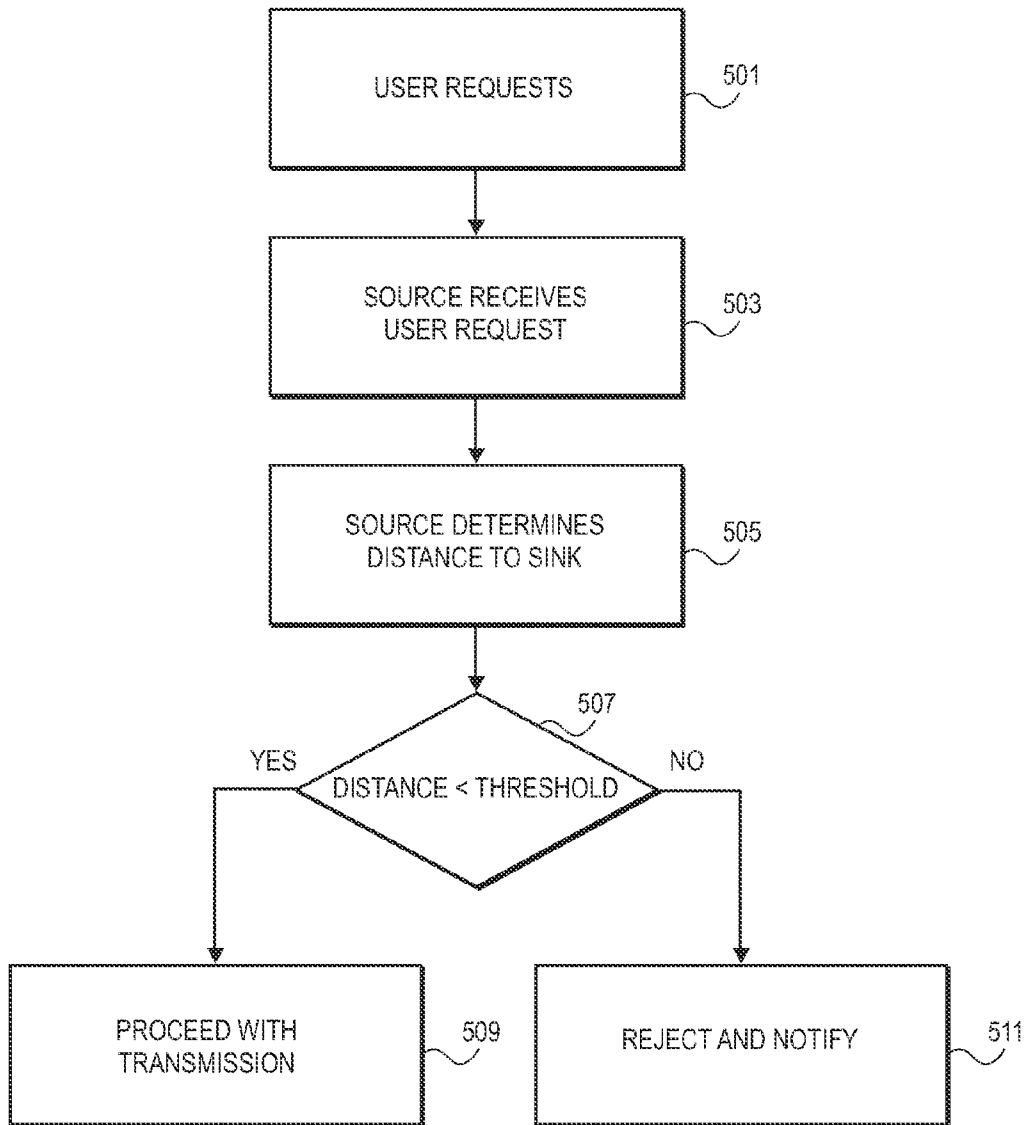 USER REQUESTS
501
SOURCE RECEIVES
USER REQUEST
503
SOURCE DETERMINES
DISTANCE TO SINK
505
507
YES
DISTANCE < THRESHOLD
NO
PROCEED WITH
TRANSMISSION
509
REJECT AND NOTIFY
511